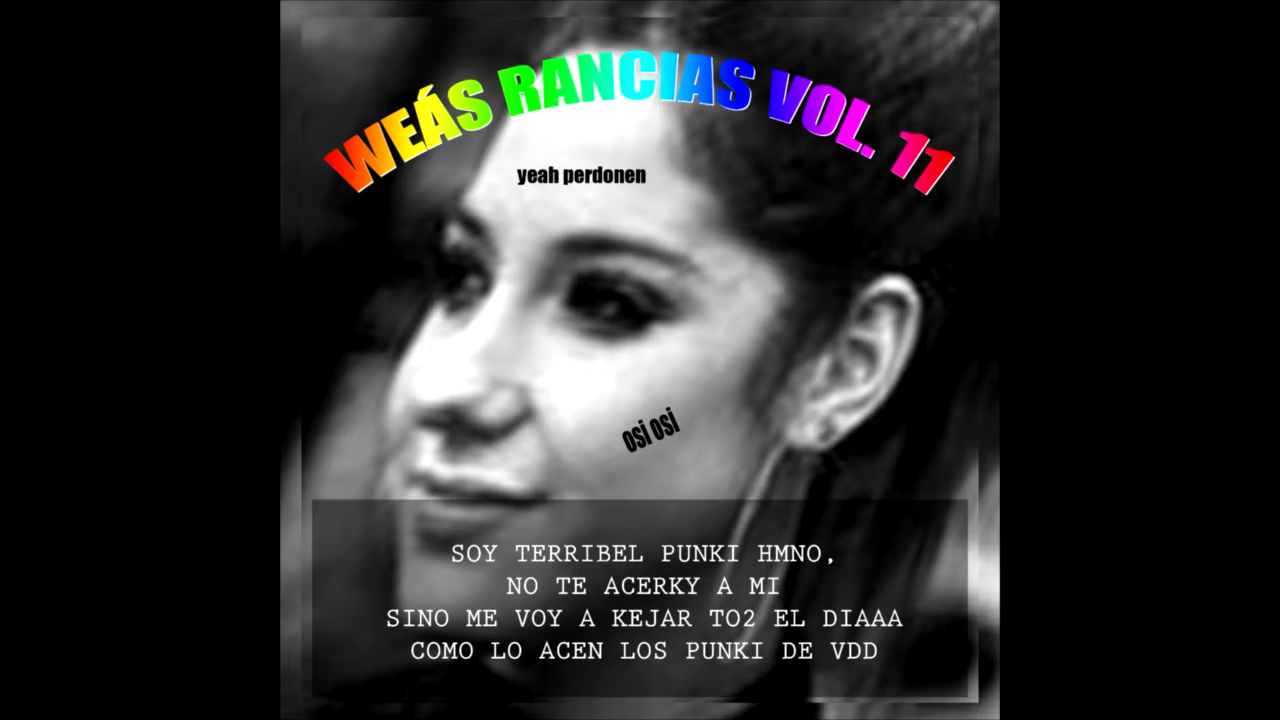 WEÁS RANCIAS VOL. 11
yeah perdonen
osi osi
SOY TERRIBEL PUNKI HMNO,
NO TE ACERKY A MI
SINO ME VOY A KEJAR TO2 EL DIAAA
COMO LO ACEN LOS PUNKI DE VDD